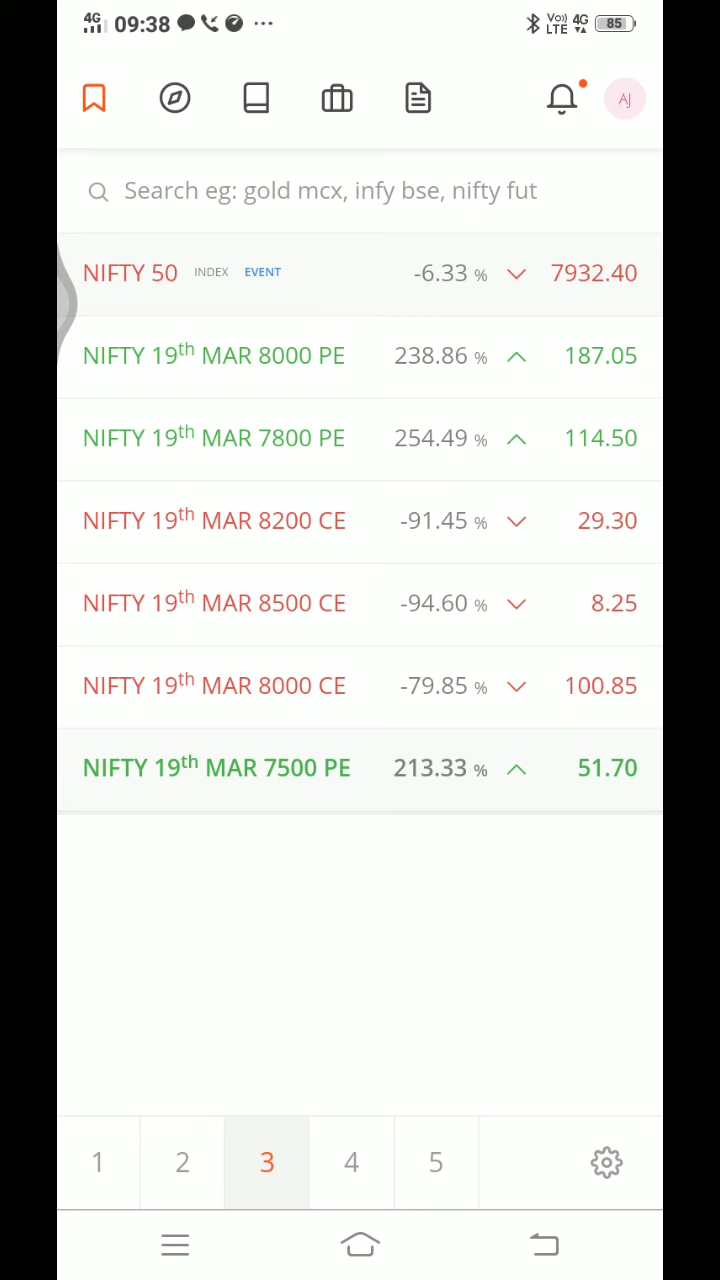 4G 09:38 ... Vo)) LTE 4G 85
AJ
Search eg: gold mcx, infy bse, nifty fut
NIFTY 50 INDEX EVENT -6.33 % 7932.40
NIFTY 19th MAR 8000 PE 238.86 % 187.05
NIFTY 19th MAR 7800 PE 254.49 % 114.50
NIFTY 19th MAR 8200 CE -91.45 % 29.30
NIFTY 19th MAR 8500 CE -94.60 % 8.25
NIFTY 19th MAR 8000 CE -79.85 % 100.85
NIFTY 19th MAR 7500 PE 213.33 % 51.70
1 2 3 4 5